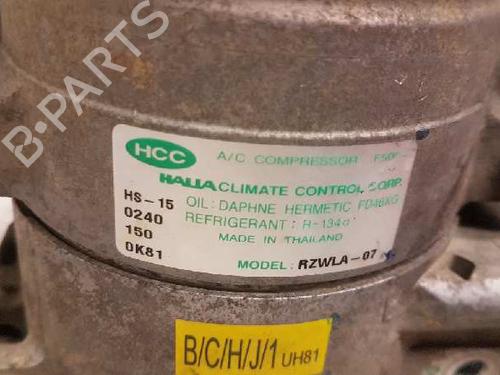 B-PARTS
HCC A/C COMPRESSOR
HALLA CLIMATE CONTROL CORP.
HS-15 OIL: DAPHNE HERMETIC FD46XG
0240 REFRIGERANT: R-134a
150 MADE IN THAILAND
0K81
MODEL: RZWLA-07
B/C/H/J/1 UH81